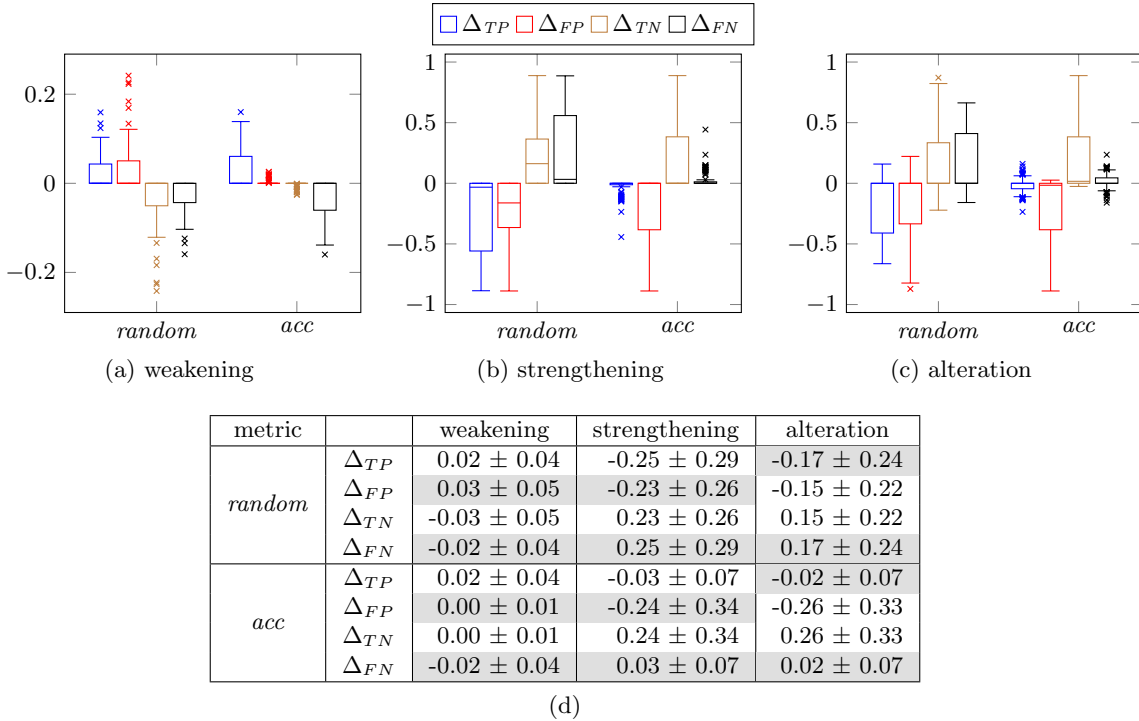 Δ_TP Δ_FP Δ_TN Δ_FN
0.2
0
−0.2
random acc
(a) weakening
1
0.5
0
−0.5
−1
random acc
(b) strengthening
1
0.5
0
−0.5
−1
random acc
(c) alteration
metric weakening strengthening alteration
random
Δ_TP 0.02 ± 0.04 -0.25 ± 0.29 -0.17 ± 0.24
Δ_FP 0.03 ± 0.05 -0.23 ± 0.26 -0.15 ± 0.22
Δ_TN -0.03 ± 0.05 0.23 ± 0.26 0.15 ± 0.22
Δ_FN -0.02 ± 0.04 0.25 ± 0.29 0.17 ± 0.24
acc
Δ_TP 0.02 ± 0.04 -0.03 ± 0.07 -0.02 ± 0.07
Δ_FP 0.00 ± 0.01 -0.24 ± 0.34 -0.26 ± 0.33
Δ_TN 0.00 ± 0.01 0.24 ± 0.34 0.26 ± 0.33
Δ_FN -0.02 ± 0.04 0.03 ± 0.07 0.02 ± 0.07
(d)